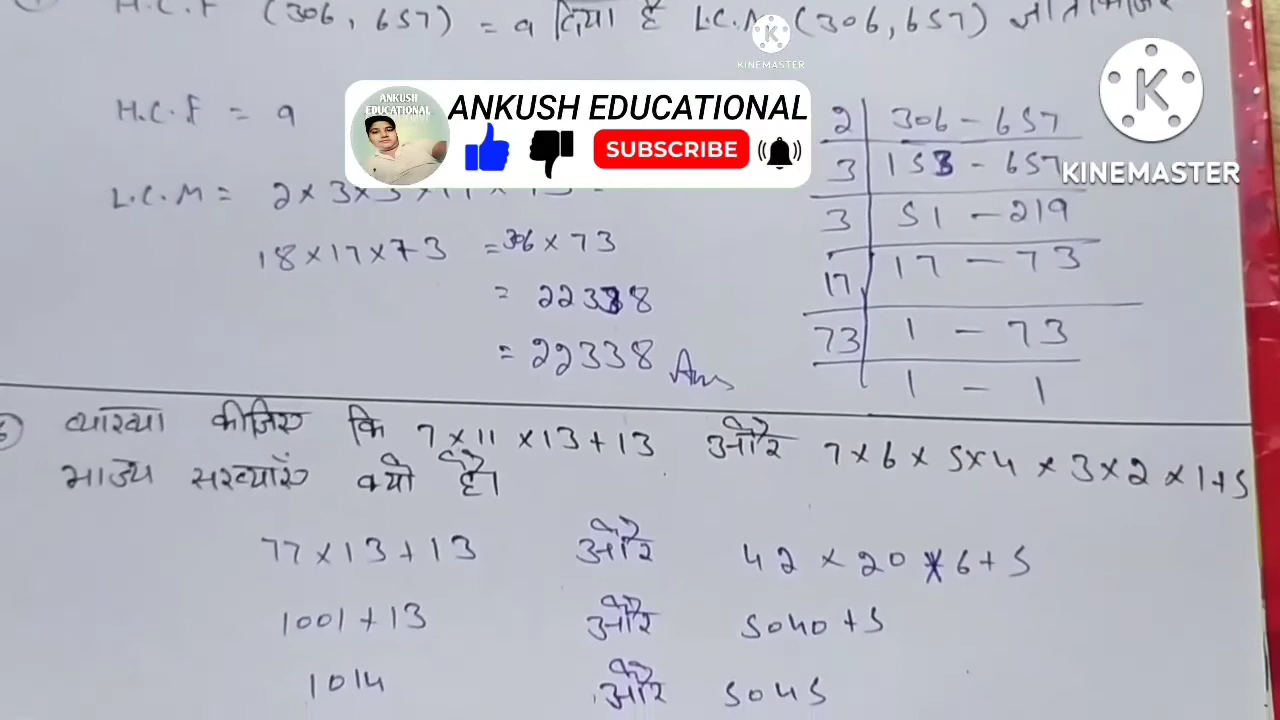 H.C.F (306, 657) = 9 दिया है L.C.M (306, 657) ज्ञात
KINEMASTER
KINEMASTER
ANKUSH EDUCATIONAL
ANKUSH
EDUCATIONAL
SUBSCRIBE
H.C.F = 9
L.C.M = 2 × 3 × 3 × 17 × 73 =
18 × 17 × 73 = 306 × 73
= 22338
= 22338 Ans
2 | 306 - 657
3 | 153 - 657
3 | 51 - 219
17 | 17 - 73
73 | 1 - 73
1 - 1
व्याख्या कीजिए कि 7 × 11 × 13 + 13 और 7 × 6 × 5 × 4 × 3 × 2 × 1 + 5
भाज्य संख्याएँ क्यों है।
77 × 13 + 13 और 42 × 20 × 6 + 5
1001 + 13 और 5040 + 5
1014 और 5045